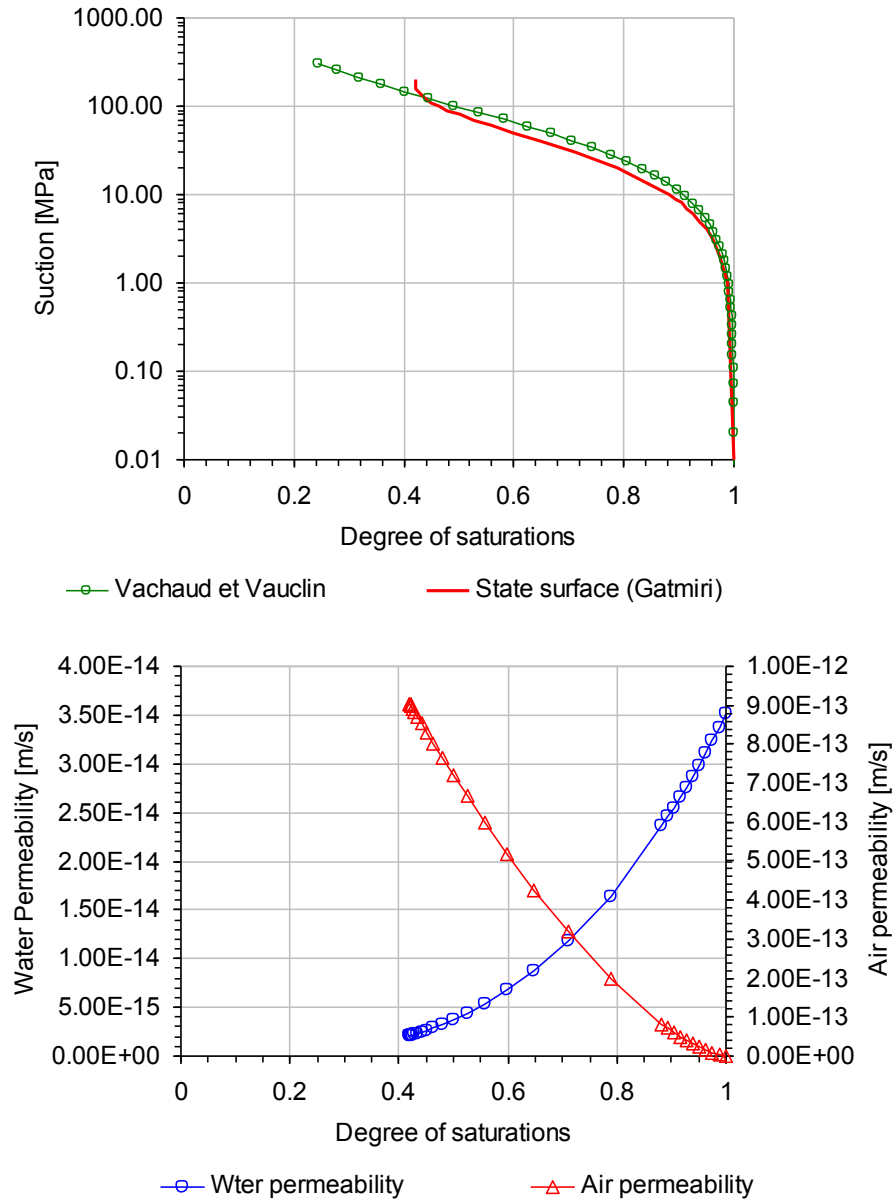 1000.00
100.00
10.00
1.00
0.10
0.01
Suction [MPa]
0 0.2 0.4 0.6 0.8 1
Degree of saturations
Vachaud et Vauclin State surface (Gatmiri)
4.00E-14 1.00E-12
3.50E-14 9.00E-13
3.00E-14 8.00E-13
2.50E-14 7.00E-13
2.00E-14 6.00E-13
1.50E-14 5.00E-13
1.00E-14 4.00E-13
5.00E-15 3.00E-13
0.00E+00 2.00E-13
1.00E-13
0.00E+00
Water Permeability [m/s]
Air permeability [m/s]
0 0.2 0.4 0.6 0.8 1
Degree of saturations
Wter permeability Air permeability